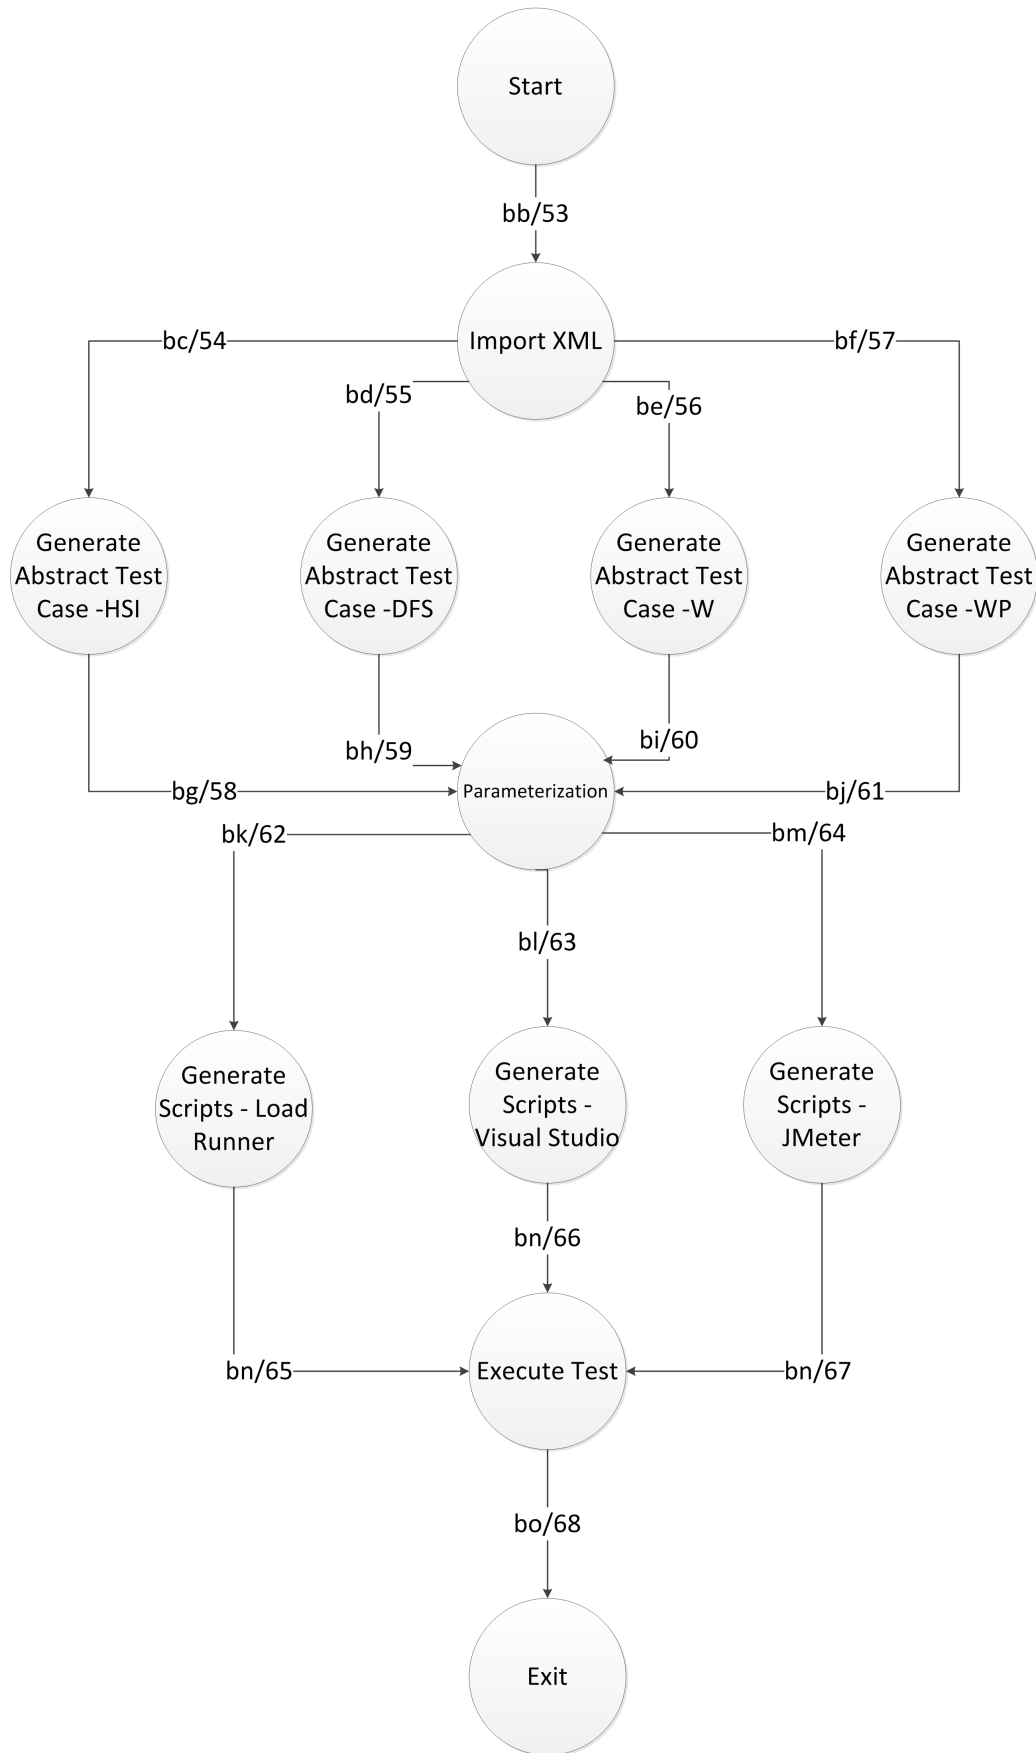 Start
bb/53
Import XML
bc/54
bf/57
bd/55
be/56
Generate
Abstract Test
Case -HSI
Generate
Abstract Test
Case -DFS
Generate
Abstract Test
Case -W
Generate
Abstract Test
Case -WP
bh/59
bi/60
bg/58
Parameterization
bj/61
bk/62
bm/64
bl/63
Generate
Scripts - Load
Runner
Generate
Scripts -
Visual Studio
Generate
Scripts -
JMeter
bn/66
bn/65
Execute Test
bn/67
bo/68
Exit